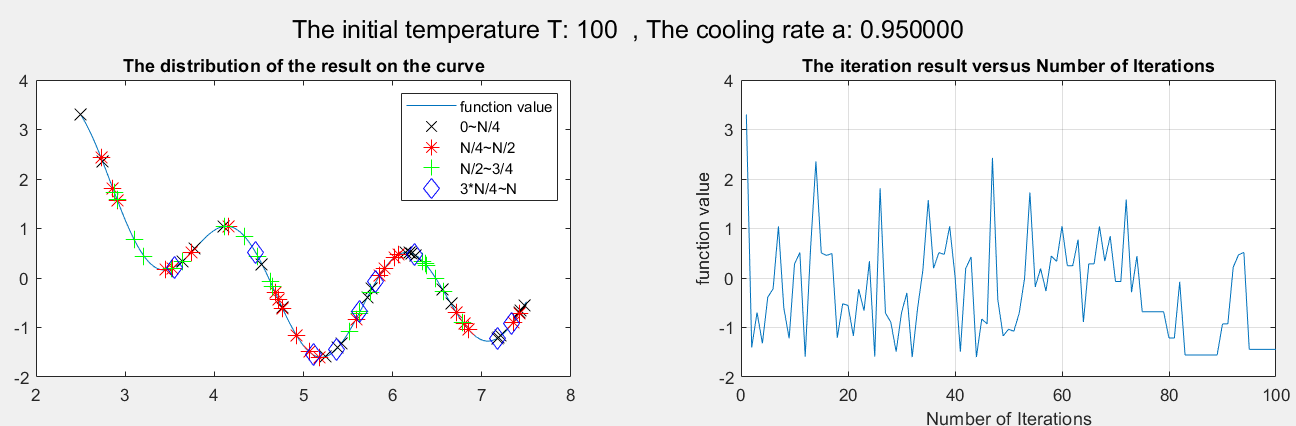 The initial temperature T: 100 , The cooling rate a: 0.950000
The distribution of the result on the curve
4
3
2
1
0
-1
-2
2 3 4 5 6 7 8
function value
0~N/4
N/4~N/2
N/2~3/4
3*N/4~N
The iteration result versus Number of Iterations
function value
4
3
2
1
0
-1
-2
0 20 40 60 80 100
Number of Iterations